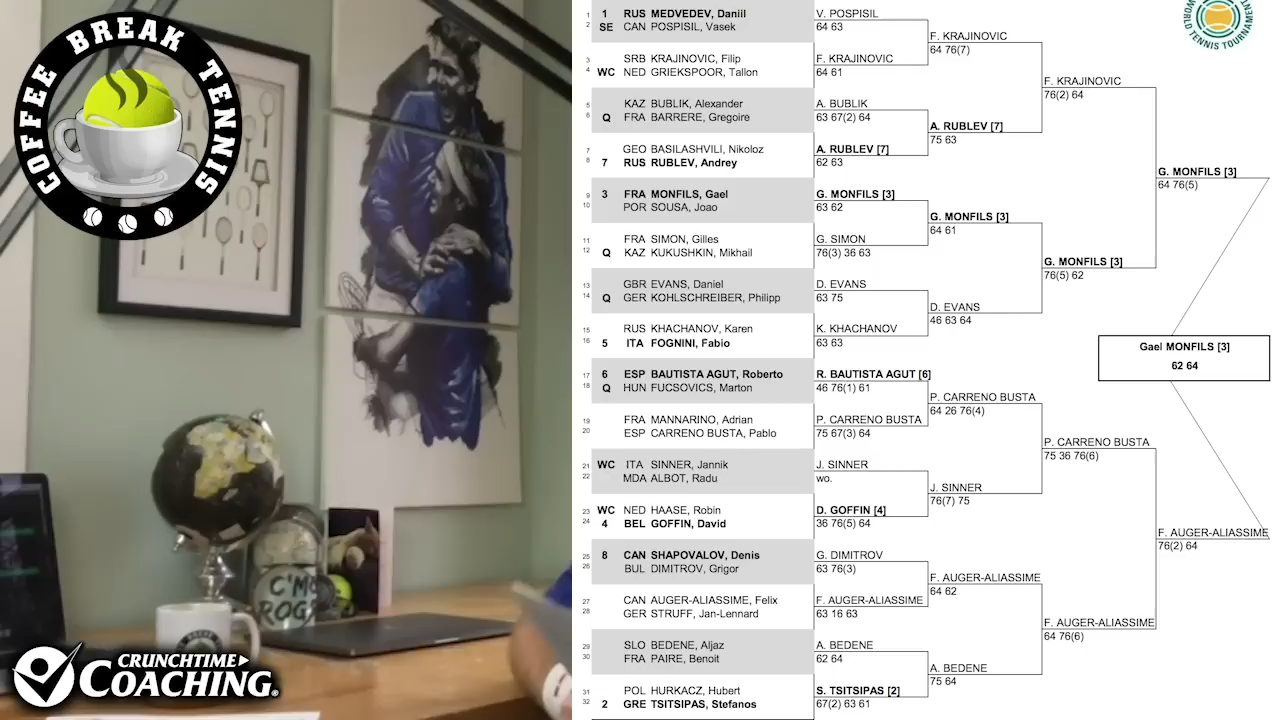 COFFEE BREAK TENNIS
C'MO
ROG
BREAK
CRUNCHTIME
COACHING
WORLD TENNIS TOURNAMENT
1 1 RUS MEDVEDEV, Daniil
2 SE CAN POSPISIL, Vasek
3 SRB KRAJINOVIC, Filip
4 WC NED GRIEKSPOOR, Tallon
5 KAZ BUBLIK, Alexander
6 Q FRA BARRERE, Gregoire
7 GEO BASILASHVILI, Nikoloz
8 7 RUS RUBLEV, Andrey
9 3 FRA MONFILS, Gael
10 POR SOUSA, Joao
11 FRA SIMON, Gilles
12 Q KAZ KUKUSHKIN, Mikhail
13 GBR EVANS, Daniel
14 Q GER KOHLSCHREIBER, Philipp
15 RUS KHACHANOV, Karen
16 5 ITA FOGNINI, Fabio
17 6 ESP BAUTISTA AGUT, Roberto
18 Q HUN FUCSOVICS, Marton
19 FRA MANNARINO, Adrian
20 ESP CARRENO BUSTA, Pablo
21 WC ITA SINNER, Jannik
22 MDA ALBOT, Radu
23 WC NED HAASE, Robin
24 4 BEL GOFFIN, David
25 8 CAN SHAPOVALOV, Denis
26 BUL DIMITROV, Grigor
27 CAN AUGER-ALIASSIME, Felix
28 GER STRUFF, Jan-Lennard
29 SLO BEDENE, Aljaz
30 FRA PAIRE, Benoit
31 POL HURKACZ, Hubert
32 2 GRE TSITSIPAS, Stefanos
V. POSPISIL
64 63
F. KRAJINOVIC
64 61
A. BUBLIK
63 67(2) 64
A. RUBLEV [7]
62 63
G. MONFILS [3]
63 62
G. SIMON
76(3) 36 63
D. EVANS
63 75
K. KHACHANOV
63 63
R. BAUTISTA AGUT [6]
46 76(1) 61
P. CARRENO BUSTA
75 67(3) 64
J. SINNER
wo.
D. GOFFIN [4]
36 76(5) 64
G. DIMITROV
63 76(3)
F. AUGER-ALIASSIME
63 16 63
A. BEDENE
62 64
S. TSITSIPAS [2]
67(2) 63 61
F. KRAJINOVIC
64 76(7)
A. RUBLEV [7]
75 63
G. MONFILS [3]
64 61
D. EVANS
46 63 64
P. CARRENO BUSTA
64 26 76(4)
J. SINNER
76(7) 75
F. AUGER-ALIASSIME
64 62
A. BEDENE
75 64
F. KRAJINOVIC
76(2) 64
G. MONFILS [3]
76(5) 62
P. CARRENO BUSTA
75 36 76(6)
F. AUGER-ALIASSIME
64 76(6)
G. MONFILS [3]
64 76(5)
F. AUGER-ALIASSIME
76(2) 64
Gael MONFILS [3]
62 64